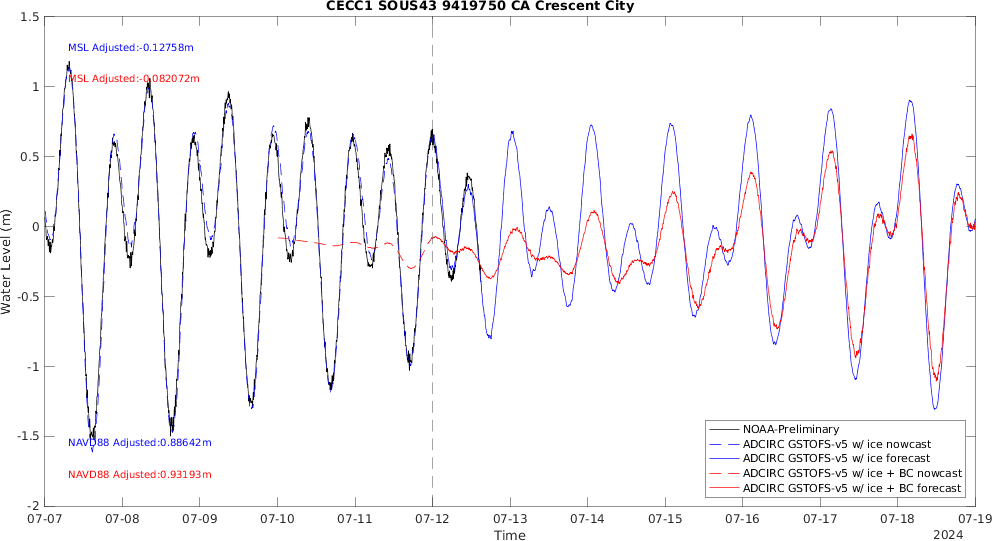 CECC1 SOUS43 9419750 CA Crescent City
1.5
1
0.5
0
-0.5
-1
-1.5
-2
Water Level (m)
MSL Adjusted:-0.12758m
MSL Adjusted:-0.082072m
NAVD88 Adjusted:0.88642m
NAVD88 Adjusted:0.93193m
NOAA-Preliminary
ADCIRC GSTOFS-v5 w/ ice nowcast
ADCIRC GSTOFS-v5 w/ ice forecast
ADCIRC GSTOFS-v5 w/ ice + BC nowcast
ADCIRC GSTOFS-v5 w/ ice + BC forecast
07-07 07-08 07-09 07-10 07-11 07-12 07-13 07-14 07-15 07-16 07-17 07-18 07-19
Time
2024